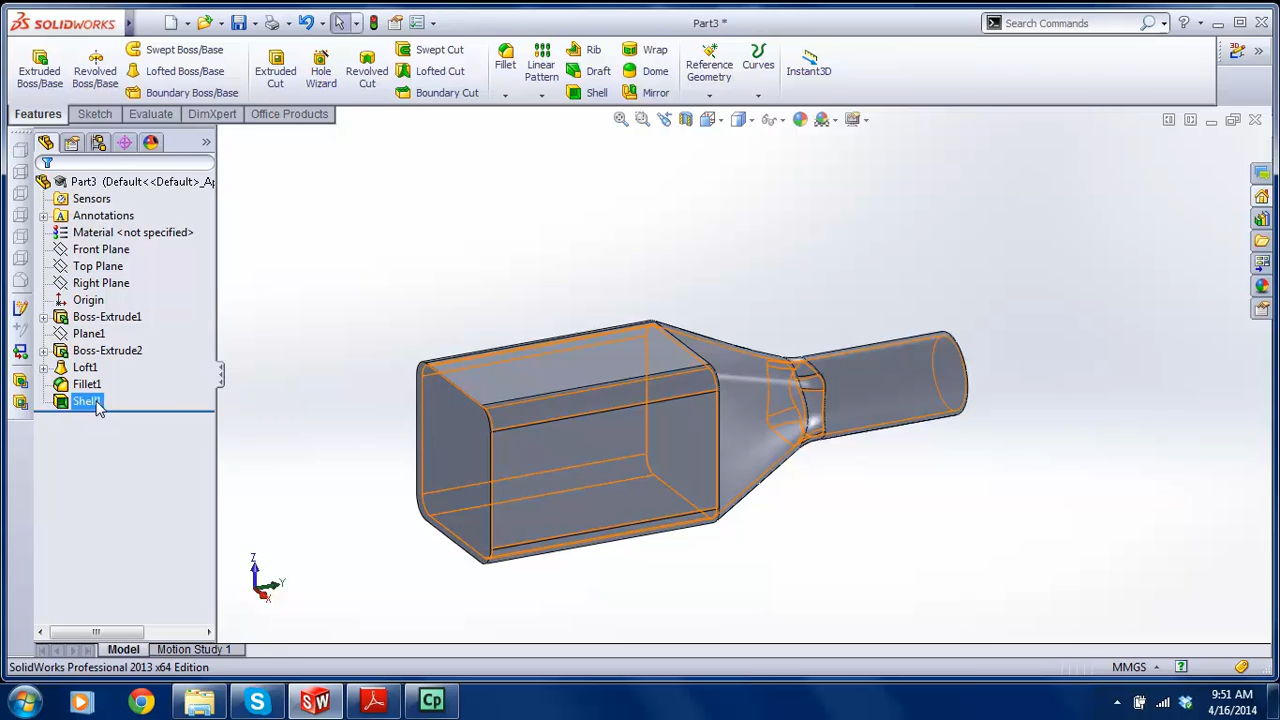 SOLIDWORKS
Part3 *
Search Commands
Extruded Boss/Base
Revolved Boss/Base
Swept Boss/Base
Lofted Boss/Base
Boundary Boss/Base
Extruded Cut
Hole Wizard
Revolved Cut
Swept Cut
Lofted Cut
Boundary Cut
Fillet
Linear Pattern
Rib
Draft
Shell
Wrap
Dome
Mirror
Reference Geometry
Curves
Instant3D
Features
Sketch
Evaluate
DimXpert
Office Products
Part3 (Default<<Default>_Ap
Sensors
Annotations
Material <not specified>
Front Plane
Top Plane
Right Plane
Origin
Boss-Extrude1
Plane1
Boss-Extrude2
Loft1
Fillet1
Z
Y
X
Model
Motion Study 1
SolidWorks Professional 2013 x64 Edition
MMGS
9:51 AM
4/16/2014